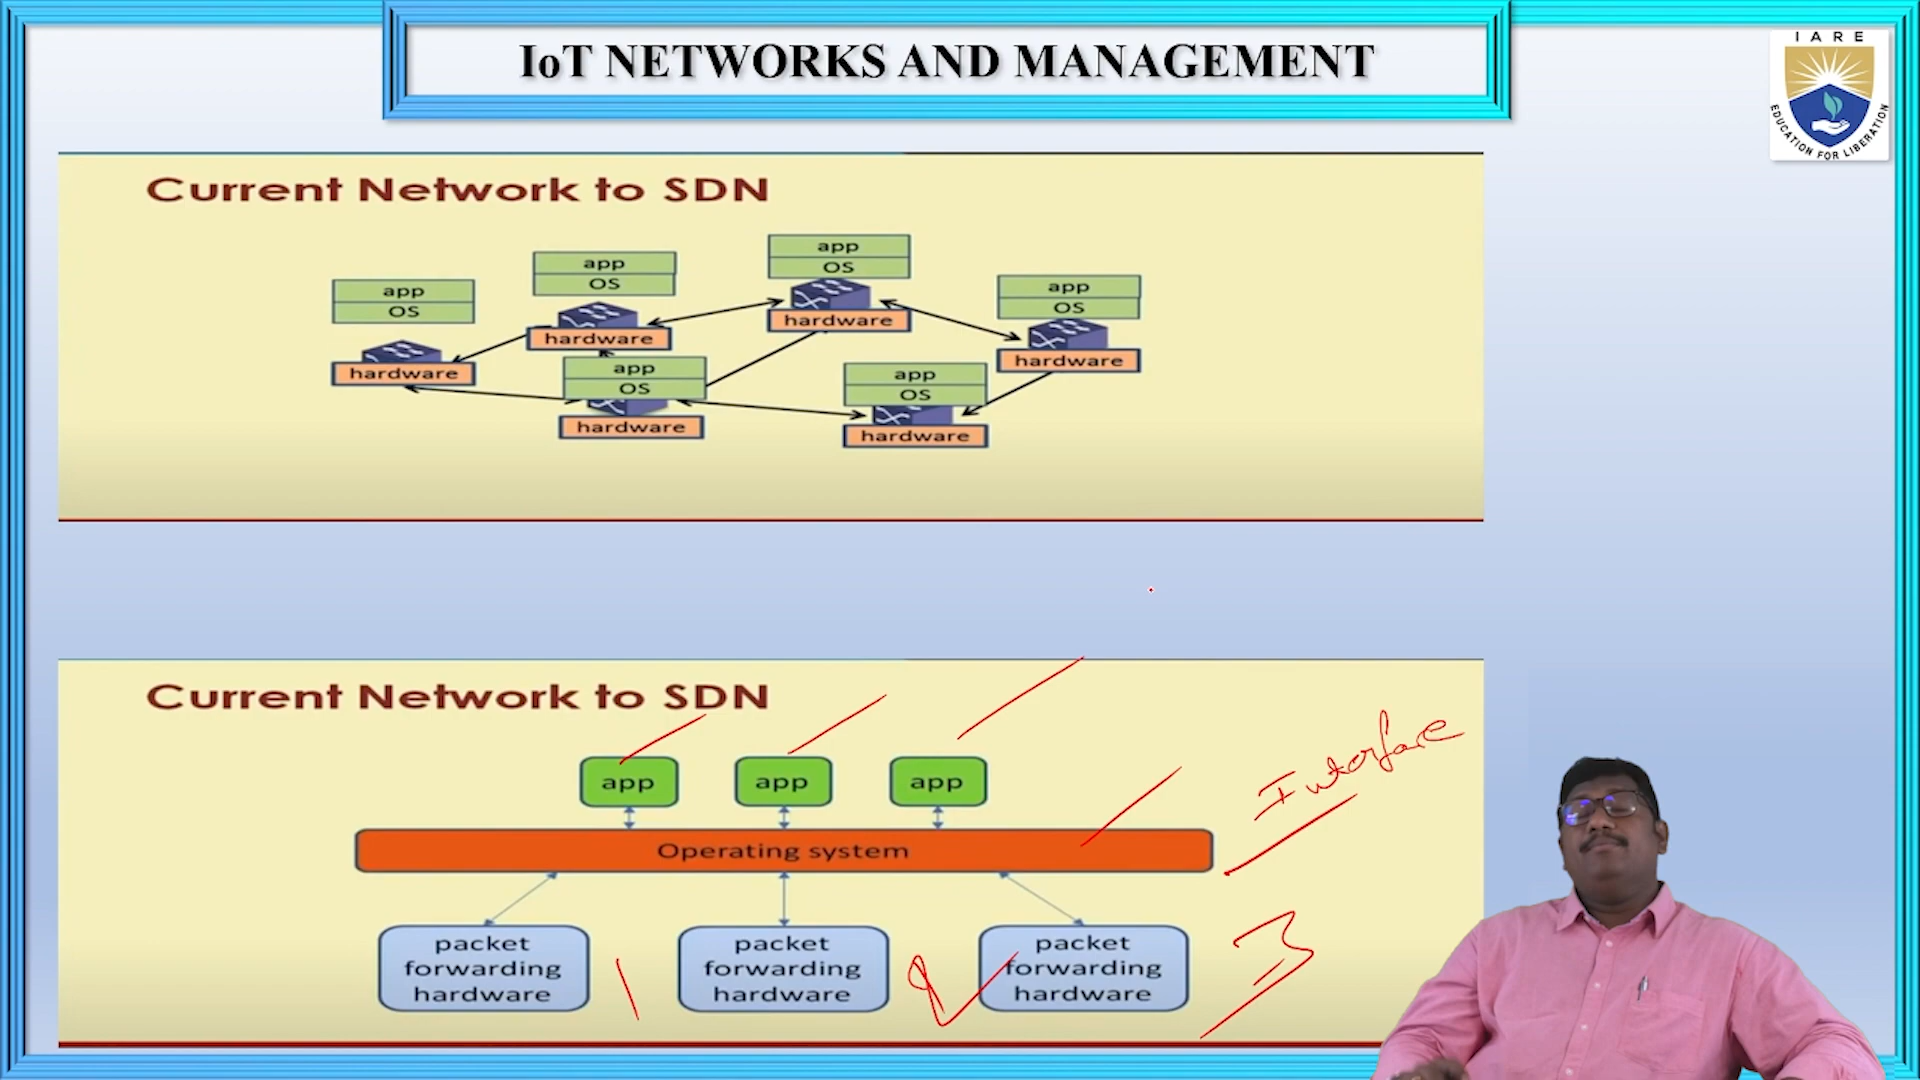 IoT NETWORKS AND MANAGEMENT
IARE
EDUCATION FOR LIBERATION
Current Network to SDN
app
OS
hardware
app
OS
hardware
app
OS
hardware
app
OS
hardware
app
OS
hardware
app
OS
hardware
Current Network to SDN
app app app
Operating system
Interface
packet
forwarding
hardware
1
packet
forwarding
hardware
2
packet
forwarding
hardware
3